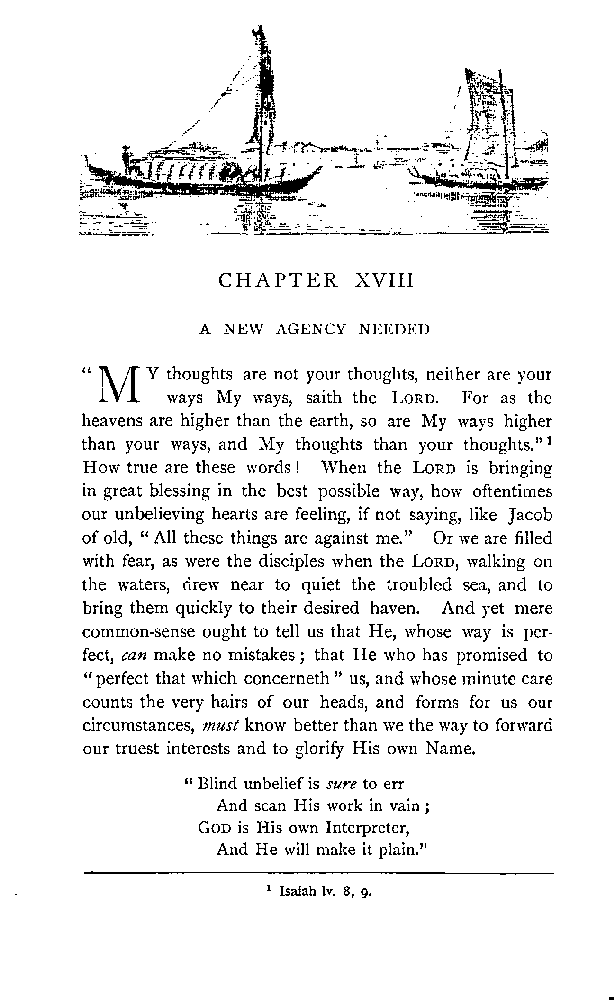 CHAPTER XVIII
A NEW AGENCY NEEDED
“MY thoughts are not your thoughts, neither are your
ways My ways, saith the LORD. For as the
heavens are higher than the earth, so are My ways higher
than your ways, and My thoughts than your thoughts.”¹
How true are these words! When the LORD is bringing
in great blessing in the best possible way, how oftentimes
our unbelieving hearts are feeling, if not saying, like Jacob
of old, “All these things are against me.” Or we are filled
with fear, as were the disciples when the LORD, walking on
the waters, drew near to quiet the troubled sea, and to
bring them quickly to their desired haven. And yet mere
common-sense ought to tell us that He, whose way is per-
fect, can make no mistakes; that He who has promised to
“perfect that which concerneth” us, and whose minute care
counts the very hairs of our heads, and forms for us our
circumstances, must know better than we the way to forward
our truest interests and to glorify His own Name.
“Blind unbelief is sure to err
And scan His work in vain;
GOD is His own Interpreter,
And He will make it plain.”
¹ Isaiah lv. 8, 9.